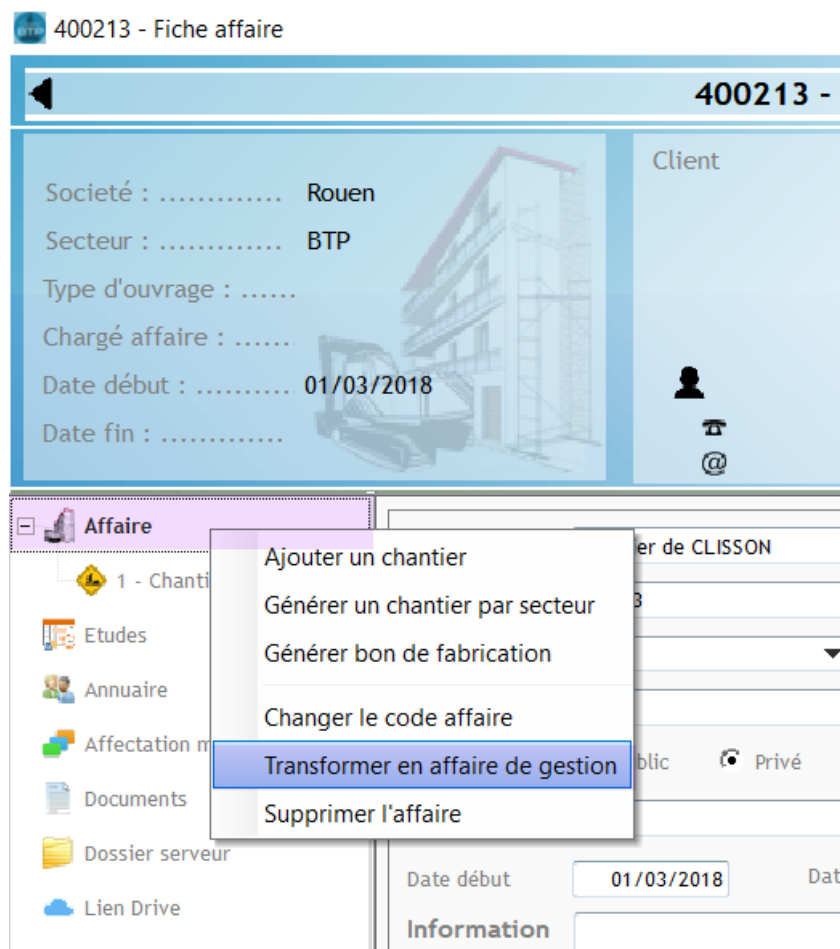 400213 - Fiche affaire
400213 -
Societé : ............. Rouen
Secteur : ............. BTP
Type d'ouvrage : ......
Chargé affaire : ......
Date début : .......... 01/03/2018
Date fin : .............
Client
@
Affaire
1 - Chanti
Etudes
Annuaire
Affectation m
Documents
Dossier serveur
Lien Drive
Ajouter un chantier
Générer un chantier par secteur
Générer bon de fabrication
Changer le code affaire
Transformer en affaire de gestion
Supprimer l'affaire
er de CLISSON
3
blic Privé
Date début 01/03/2018 Dat
Information